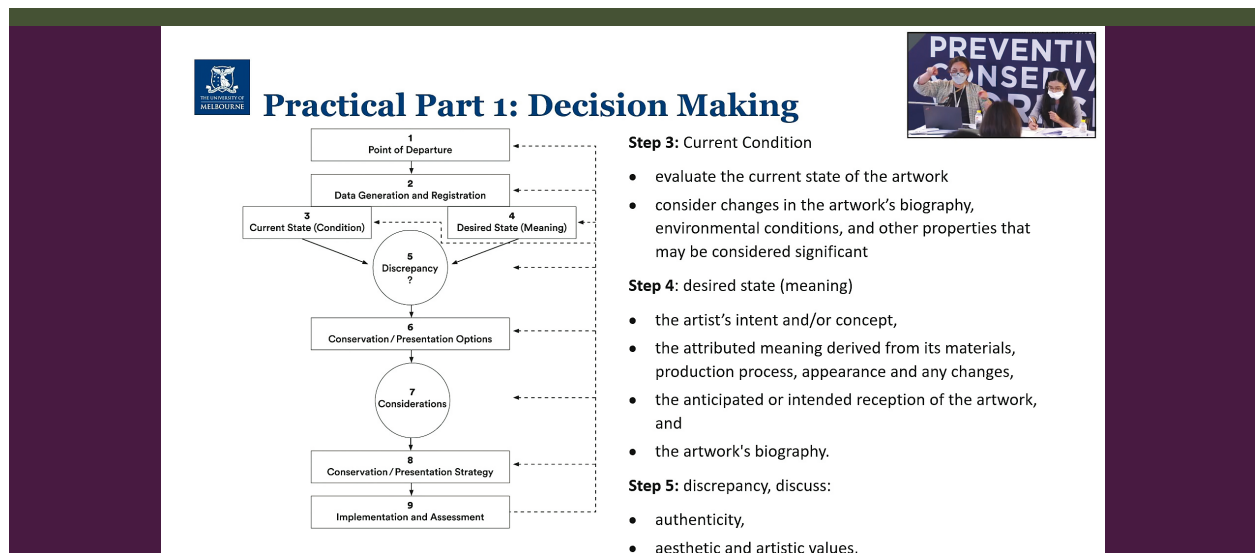 THE UNIVERSITY OF
MELBOURNE
Practical Part 1: Decision Making
PREVENTIV
CONSERVA
1
Point of Departure
2
Data Generation and Registration
3
Current State (Condition)
4
Desired State (Meaning)
5
Discrepancy
?
6
Conservation/Presentation Options
7
Considerations
8
Conservation/Presentation Strategy
9
Implementation and Assessment
Step 3: Current Condition
● evaluate the current state of the artwork
● consider changes in the artwork’s biography,
environmental conditions, and other properties that
may be considered significant
Step 4: desired state (meaning)
● the artist’s intent and/or concept,
● the attributed meaning derived from its materials,
production process, appearance and any changes,
● the anticipated or intended reception of the artwork,
and
● the artwork's biography.
Step 5: discrepancy, discuss:
● authenticity,
● aesthetic and artistic values,